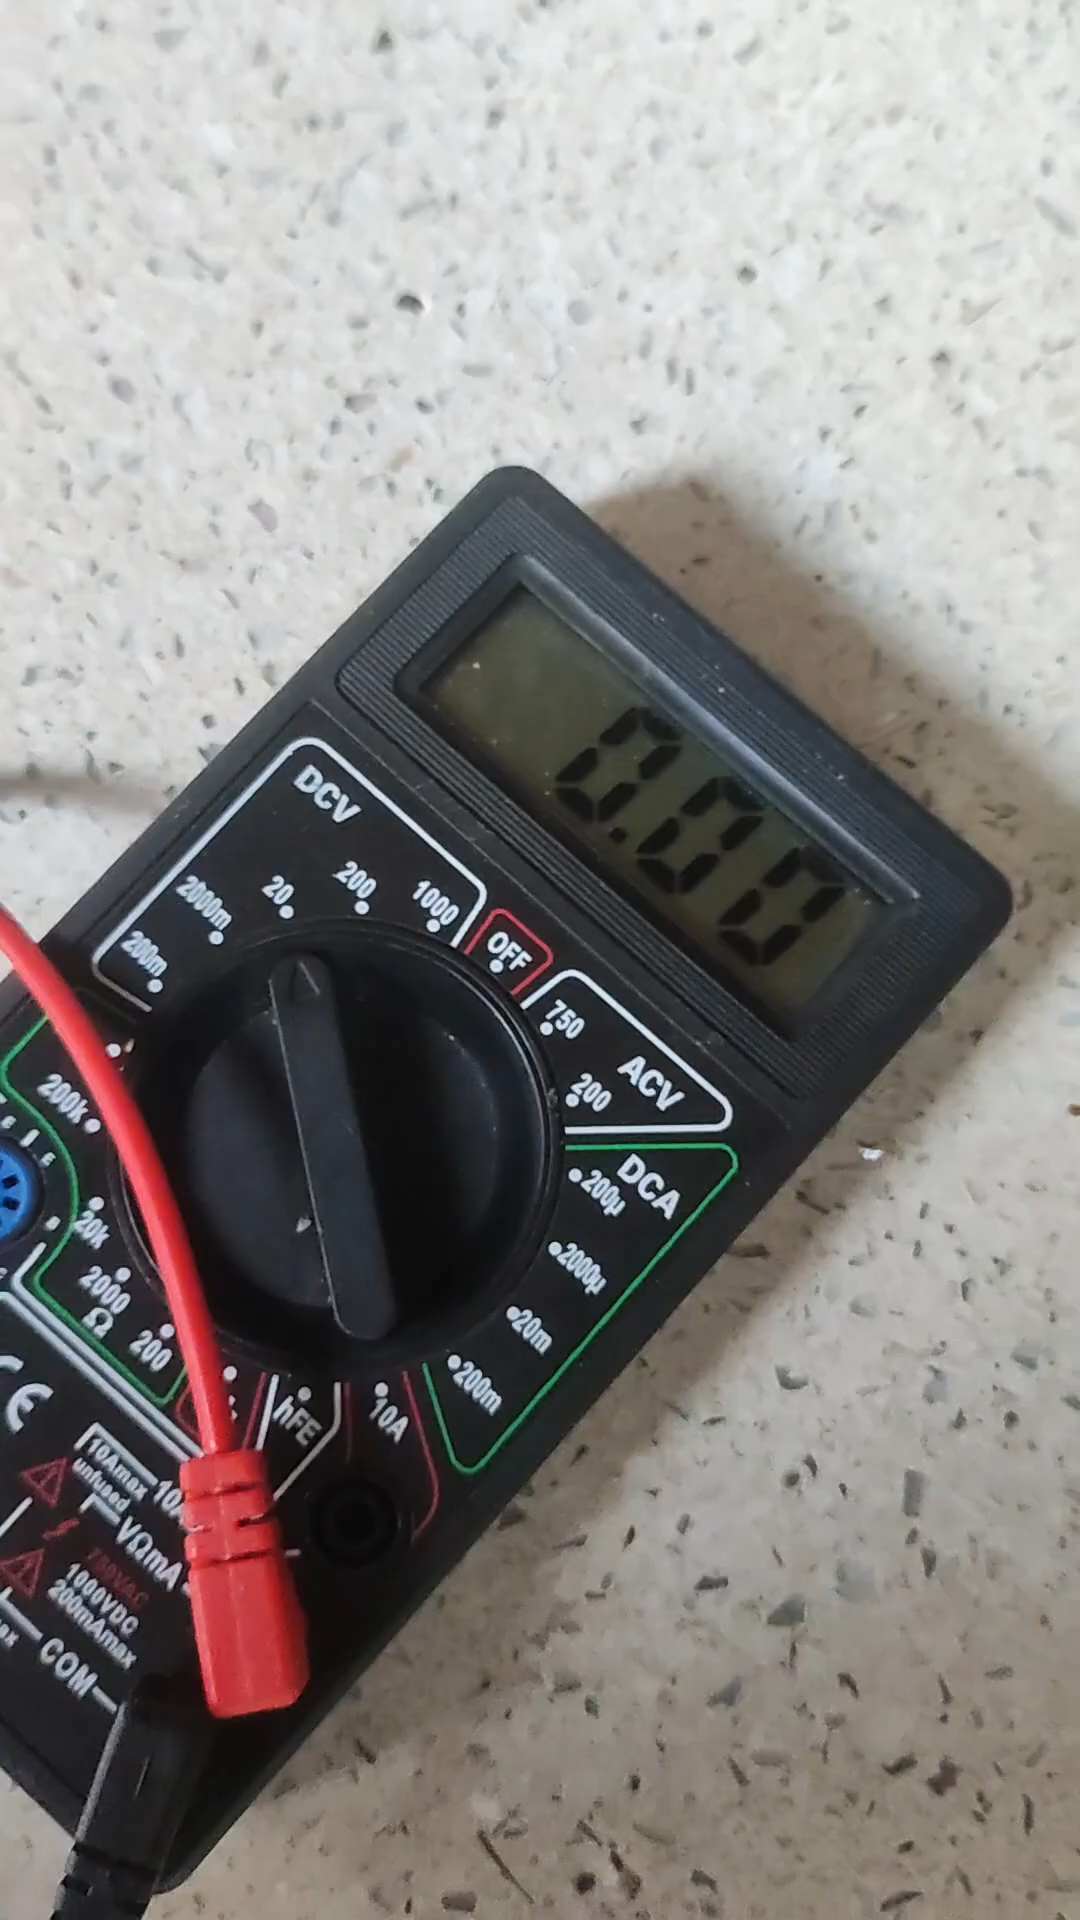 0.00
DCV
1000
200
20
2000m
200m
OFF
750
ACV
200
DCA
200µ
2000µ
20m
200m
10A
hFE
200k
20k
2000
Ω
200
E
E
B
CE
10Amax
unfused
10A
VΩmA
750VAC
1000VDC
200mAmax
COM